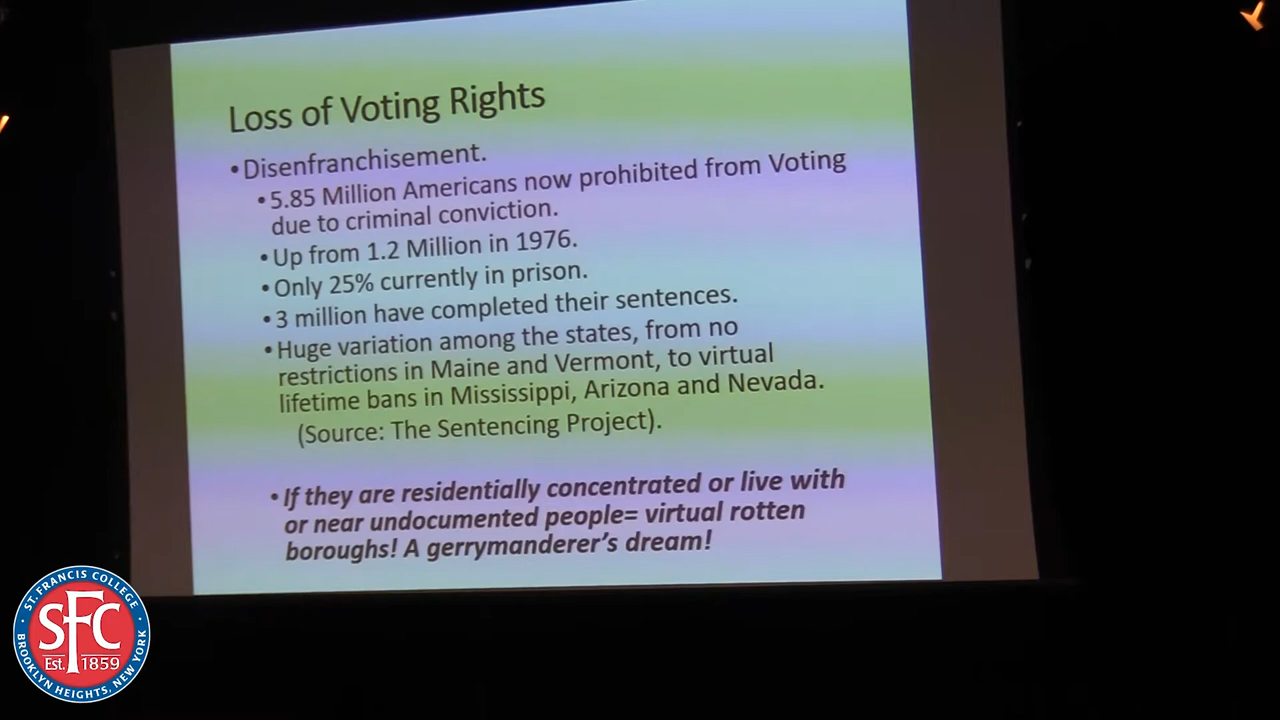 Loss of Voting Rights
• Disenfranchisement.
• 5.85 Million Americans now prohibited from Voting
due to criminal conviction.
• Up from 1.2 Million in 1976.
• Only 25% currently in prison.
• 3 million have completed their sentences.
• Huge variation among the states, from no
restrictions in Maine and Vermont, to virtual
lifetime bans in Mississippi, Arizona and Nevada.
(Source: The Sentencing Project).
• If they are residentially concentrated or live with
or near undocumented people= virtual rotten
boroughs! A gerrymanderer's dream!
ST. FRANCIS COLLEGE
SFC
Est. 1859
BROOKLYN HEIGHTS, NEW YORK